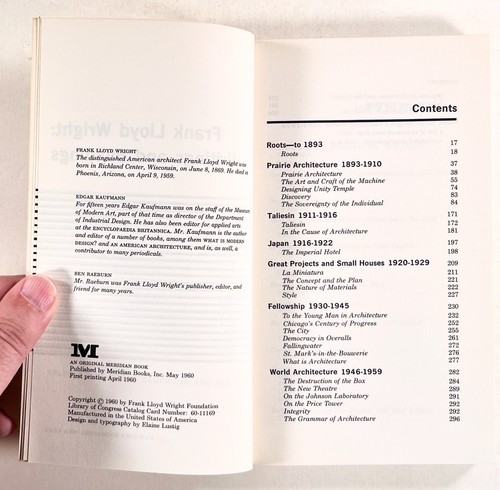 FRANK LLOYD WRIGHT
The distinguished American architect Frank Lloyd Wright was
born in Richland Center, Wisconsin, on June 8, 1869. He died a
Phoenix, Arizona, on April 9, 1959.
EDGAR KAUFMANN
For fifteen years Edgar Kaufmann was on the staff of the Museum
of Modern Art, part of that time as director of the Department
of Industrial Design. He has also been editor for applied arts
at the ENCYCLOPAEDIA BRITANNICA. Mr. Kaufmann is the author
and editor of a number of books, among them WHAT IS MODERN
DESIGN? and AN AMERICAN ARCHITECTURE, and is, as well, a
contributor to many periodicals.
BEN RAEBURN
Mr. Raeburn was Frank Lloyd Wright's publisher, editor, and
friend for many years.
M
AN ORIGINAL MERIDIAN BOOK
Published by Meridian Books, Inc. May 1960
First printing April 1960
Copyright © 1960 by Frank Lloyd Wright Foundation
Library of Congress Catalog Card Number: 60-11169
Manufactured in the United States of America
Design and typography by Elaine Lustig
Contents
Roots—to 1893 17
Roots 18
Prairie Architecture 1893-1910 37
Prairie Architecture 38
The Art and Craft of the Machine 55
Designing Unity Temple 74
Discovery 83
The Sovereignty of the Individual 84
Taliesin 1911-1916 171
Taliesin 172
In the Cause of Architecture 181
Japan 1916-1922 197
The Imperial Hotel 198
Great Projects and Small Houses 1920-1929 209
La Miniatura 211
The Concept and the Plan 221
The Nature of Materials 222
Style 227
Fellowship 1930-1945 230
To the Young Man in Architecture 232
Chicago's Century of Progress 252
The City 255
Democracy in Overalls 261
Fallingwater 272
St. Mark's-in-the-Bouwerie 276
What is Architecture 277
World Architecture 1946-1959 282
The Destruction of the Box 284
The New Theatre 289
On the Johnson Laboratory 291
On the Price Tower 292
Integrity 292
The Grammar of Architecture 296